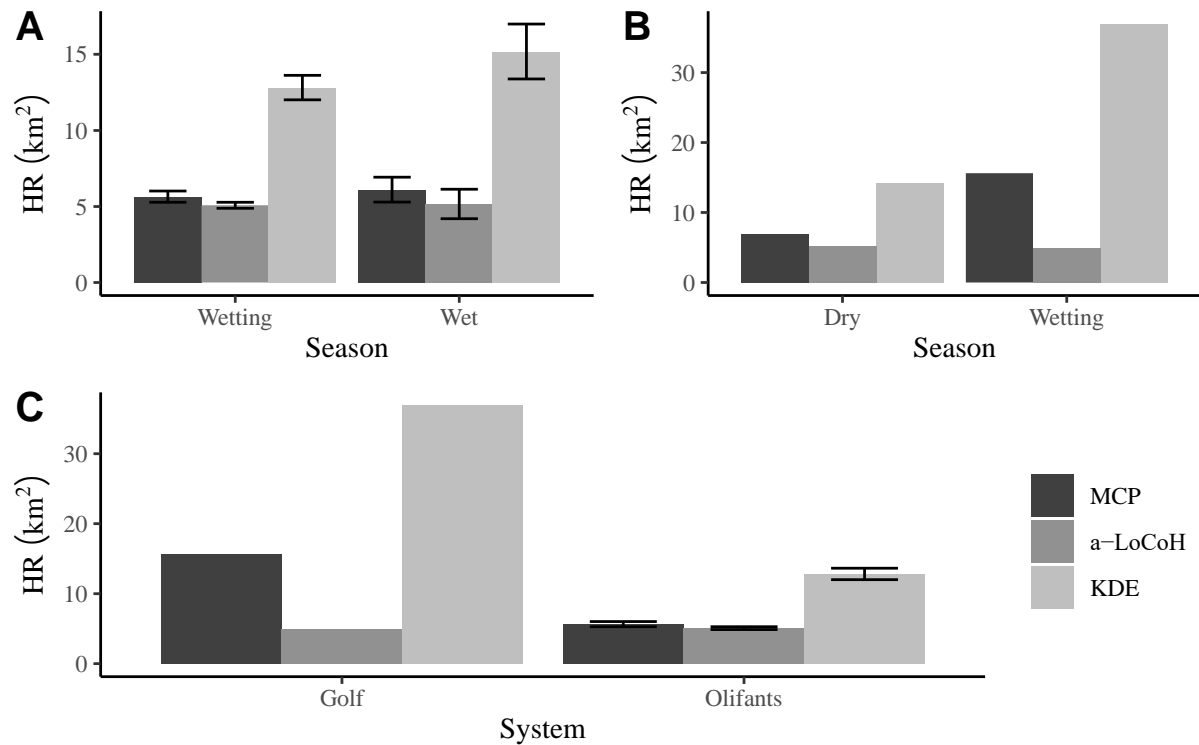 A
HR (km²)
15
10
5
0
Wetting Wet
Season
B
HR (km²)
30
20
10
0
Dry Wetting
Season
C
HR (km²)
30
20
10
0
Golf Olifants
System
MCP
a−LoCoH
KDE